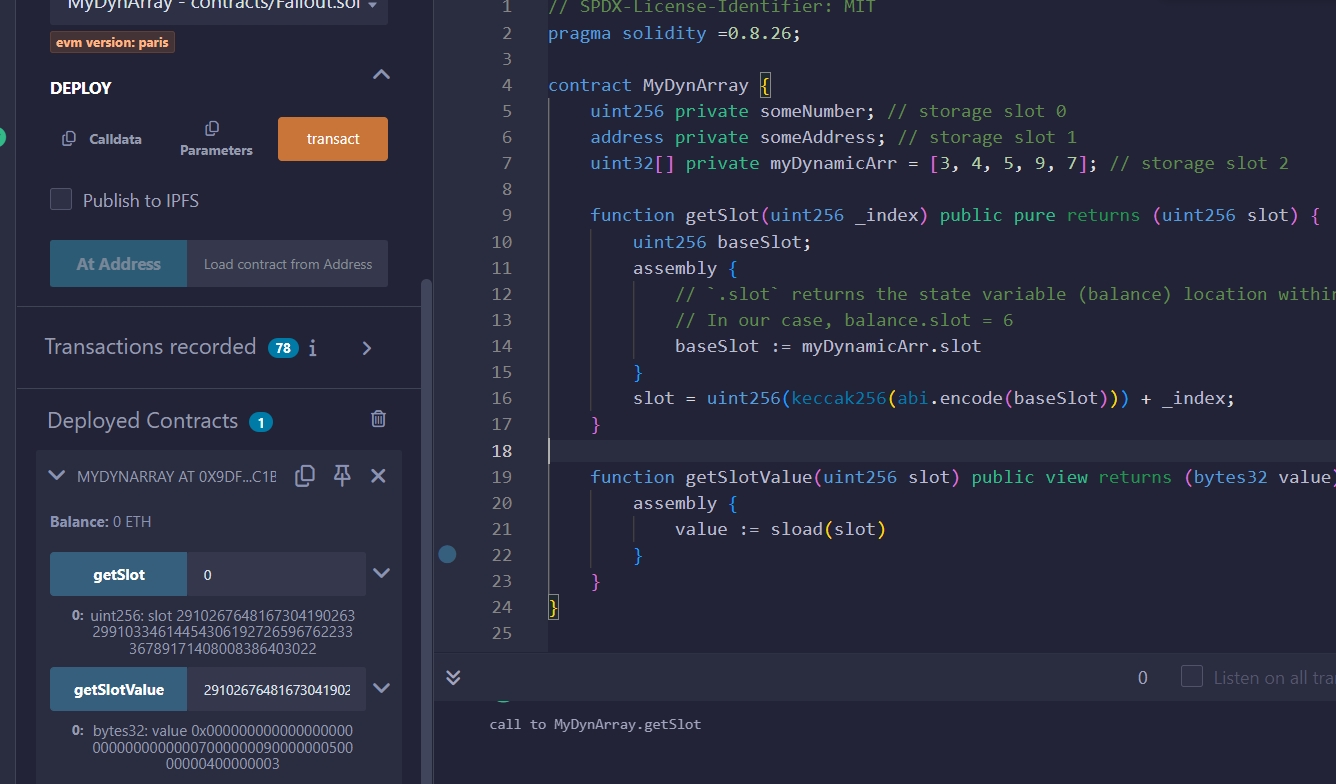 MyDynArray - contracts/Fallout.sol
evm version: paris
DEPLOY
Calldata
Parameters
transact
Publish to IPFS
At Address
Load contract from Address
Transactions recorded 78 i
Deployed Contracts 1
MYDYNARRAY AT 0X9DF...C1B
Balance: 0 ETH
getSlot 0
0: uint256: slot 2910267648167304190263
2991033461445430619272659676223
36789171408008386403022
getSlotValue 29102676481673041902
0: bytes32: value 0x000000000000000000
0000000000000700000009000000050
00000400000003
1 // SPDX-License-Identifier: MIT
2 pragma solidity =0.8.26;
3
4 contract MyDynArray {
5 uint256 private someNumber; // storage slot 0
6 address private someAddress; // storage slot 1
7 uint32[] private myDynamicArr = [3, 4, 5, 9, 7]; // storage slot 2
8
9 function getSlot(uint256 _index) public pure returns (uint256 slot) {
10 uint256 baseSlot;
11 assembly {
12 // `.slot` returns the state variable (balance) location withi
13 // In our case, balance.slot = 6
14 baseSlot := myDynamicArr.slot
15 }
16 slot = uint256(keccak256(abi.encode(baseSlot))) + _index;
17 }
18
19 function getSlotValue(uint256 slot) public view returns (bytes32 value)
20 assembly {
21 value := sload(slot)
22 }
23 }
24 }
25
0
Listen on all tra
call to MyDynArray.getSlot